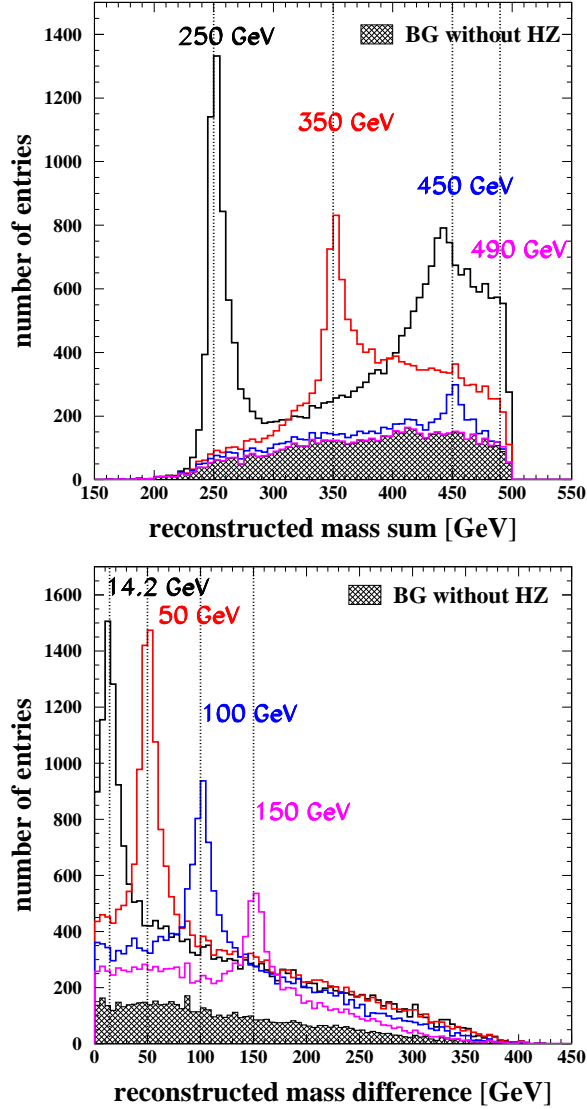 250 GeV
BG without HZ
350 GeV
450 GeV
490 GeV
number of entries
1400
1200
1000
800
600
400
200
0
150 200 250 300 350 400 450 500 550
reconstructed mass sum [GeV]
14.2 GeV
BG without HZ
50 GeV
100 GeV
150 GeV
number of entries
1600
1400
1200
1000
800
600
400
200
0
0 50 100 150 200 250 300 350 400 450
reconstructed mass difference [GeV]